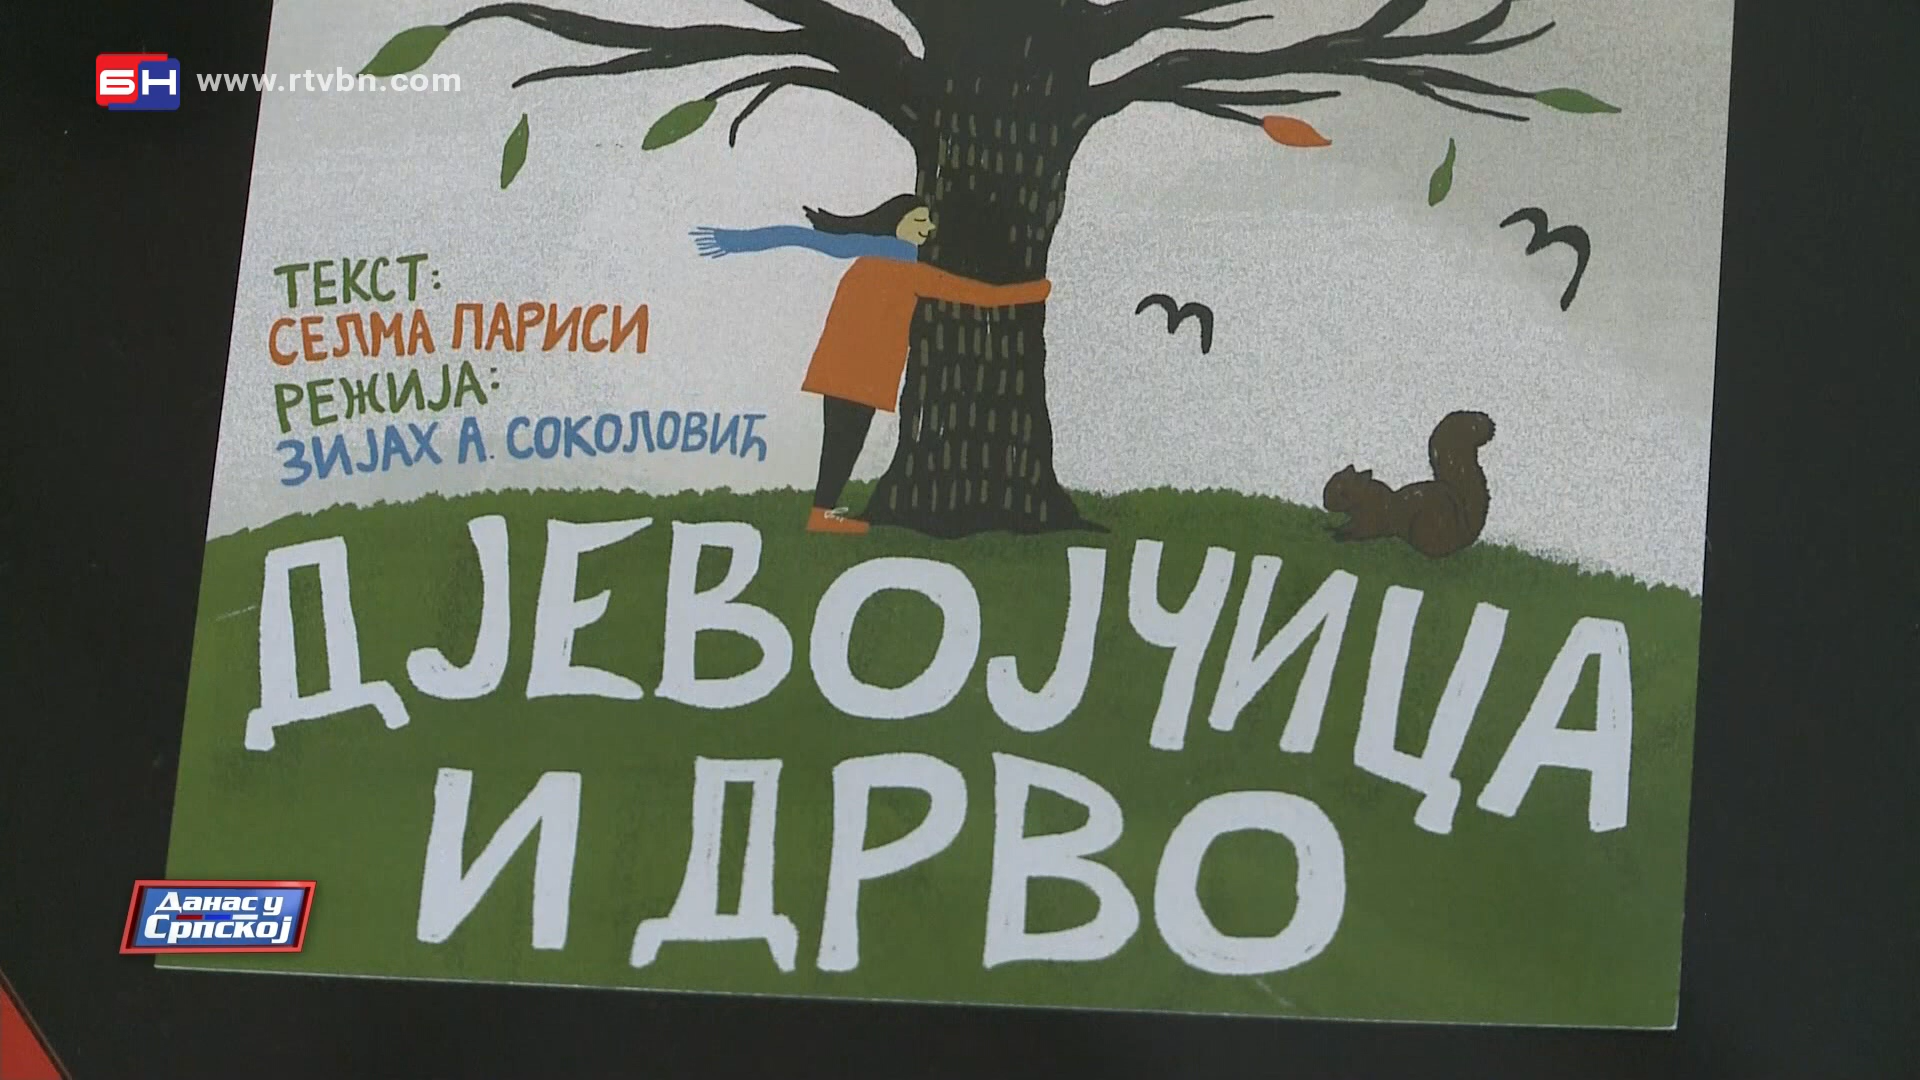 БН www.rtvbn.com
ТЕКСТ:
СЕЛМА ПАРИСИ
РЕЖИЈА:
ЗИЈАХ А. СОКОЛОВИЋ
ДЈЕВОЈЧИЦА
И ДРВО
Данас у
Српској